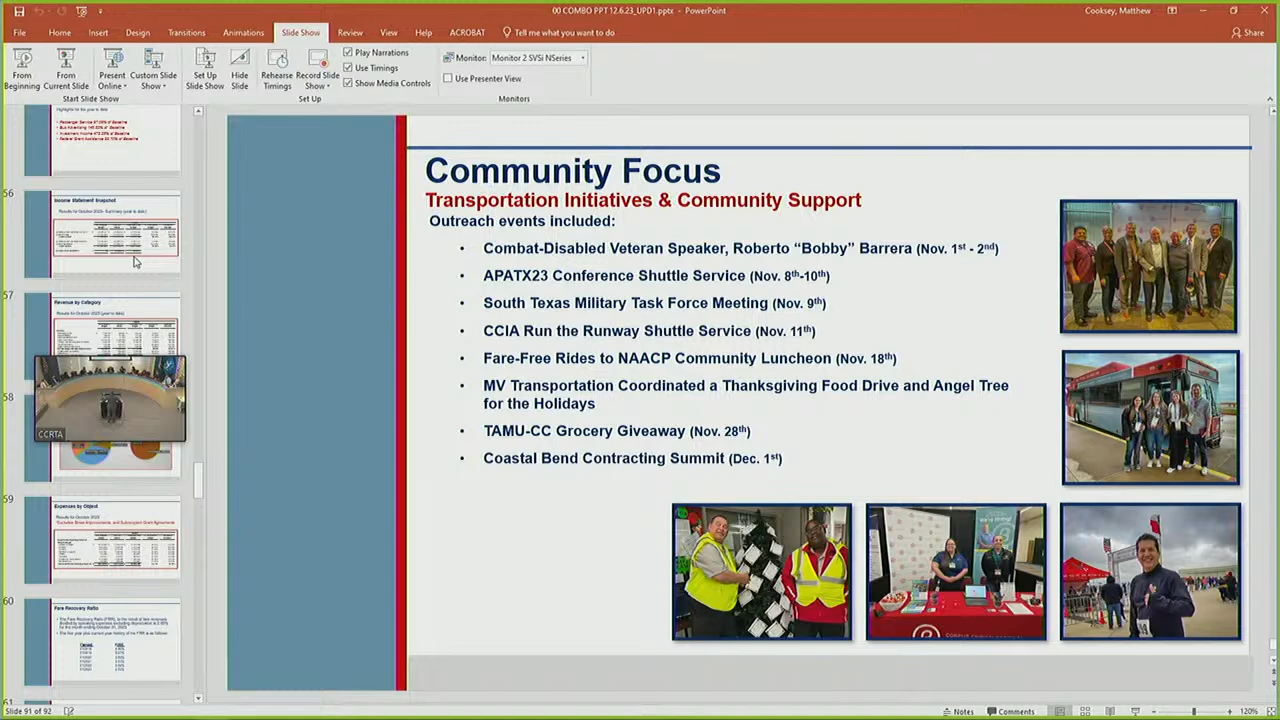 00 COMBO PPT 12.6.23_UPD1.pptx - PowerPoint
Cooksey, Matthew
File Home Insert Design Transitions Animations Slide Show Review View Help ACROBAT Tell me what you want to do
Share
From Beginning
From Current Slide
Present Online
Custom Slide Show
Start Slide Show
Set Up Slide Show
Hide Slide
Rehearse Timings
Record Slide Show
Play Narrations
Use Timings
Show Media Controls
Set Up
Monitor: Monitor 2 SVSi NSeries
Use Presenter View
Monitors
56
Income Statement Snapshot
57
Revenue by Category
58
CCRTA
59
Expenses by Object
60
Fare Recovery Ratio
61
Community Focus
Transportation Initiatives & Community Support
Outreach events included:
• Combat-Disabled Veteran Speaker, Roberto “Bobby” Barrera (Nov. 1st - 2nd)
• APATX23 Conference Shuttle Service (Nov. 8th-10th)
• South Texas Military Task Force Meeting (Nov. 9th)
• CCIA Run the Runway Shuttle Service (Nov. 11th)
• Fare-Free Rides to NAACP Community Luncheon (Nov. 18th)
• MV Transportation Coordinated a Thanksgiving Food Drive and Angel Tree
for the Holidays
• TAMU-CC Grocery Giveaway (Nov. 28th)
• Coastal Bend Contracting Summit (Dec. 1st)
Slide 91 of 92
Notes
Comments
120%